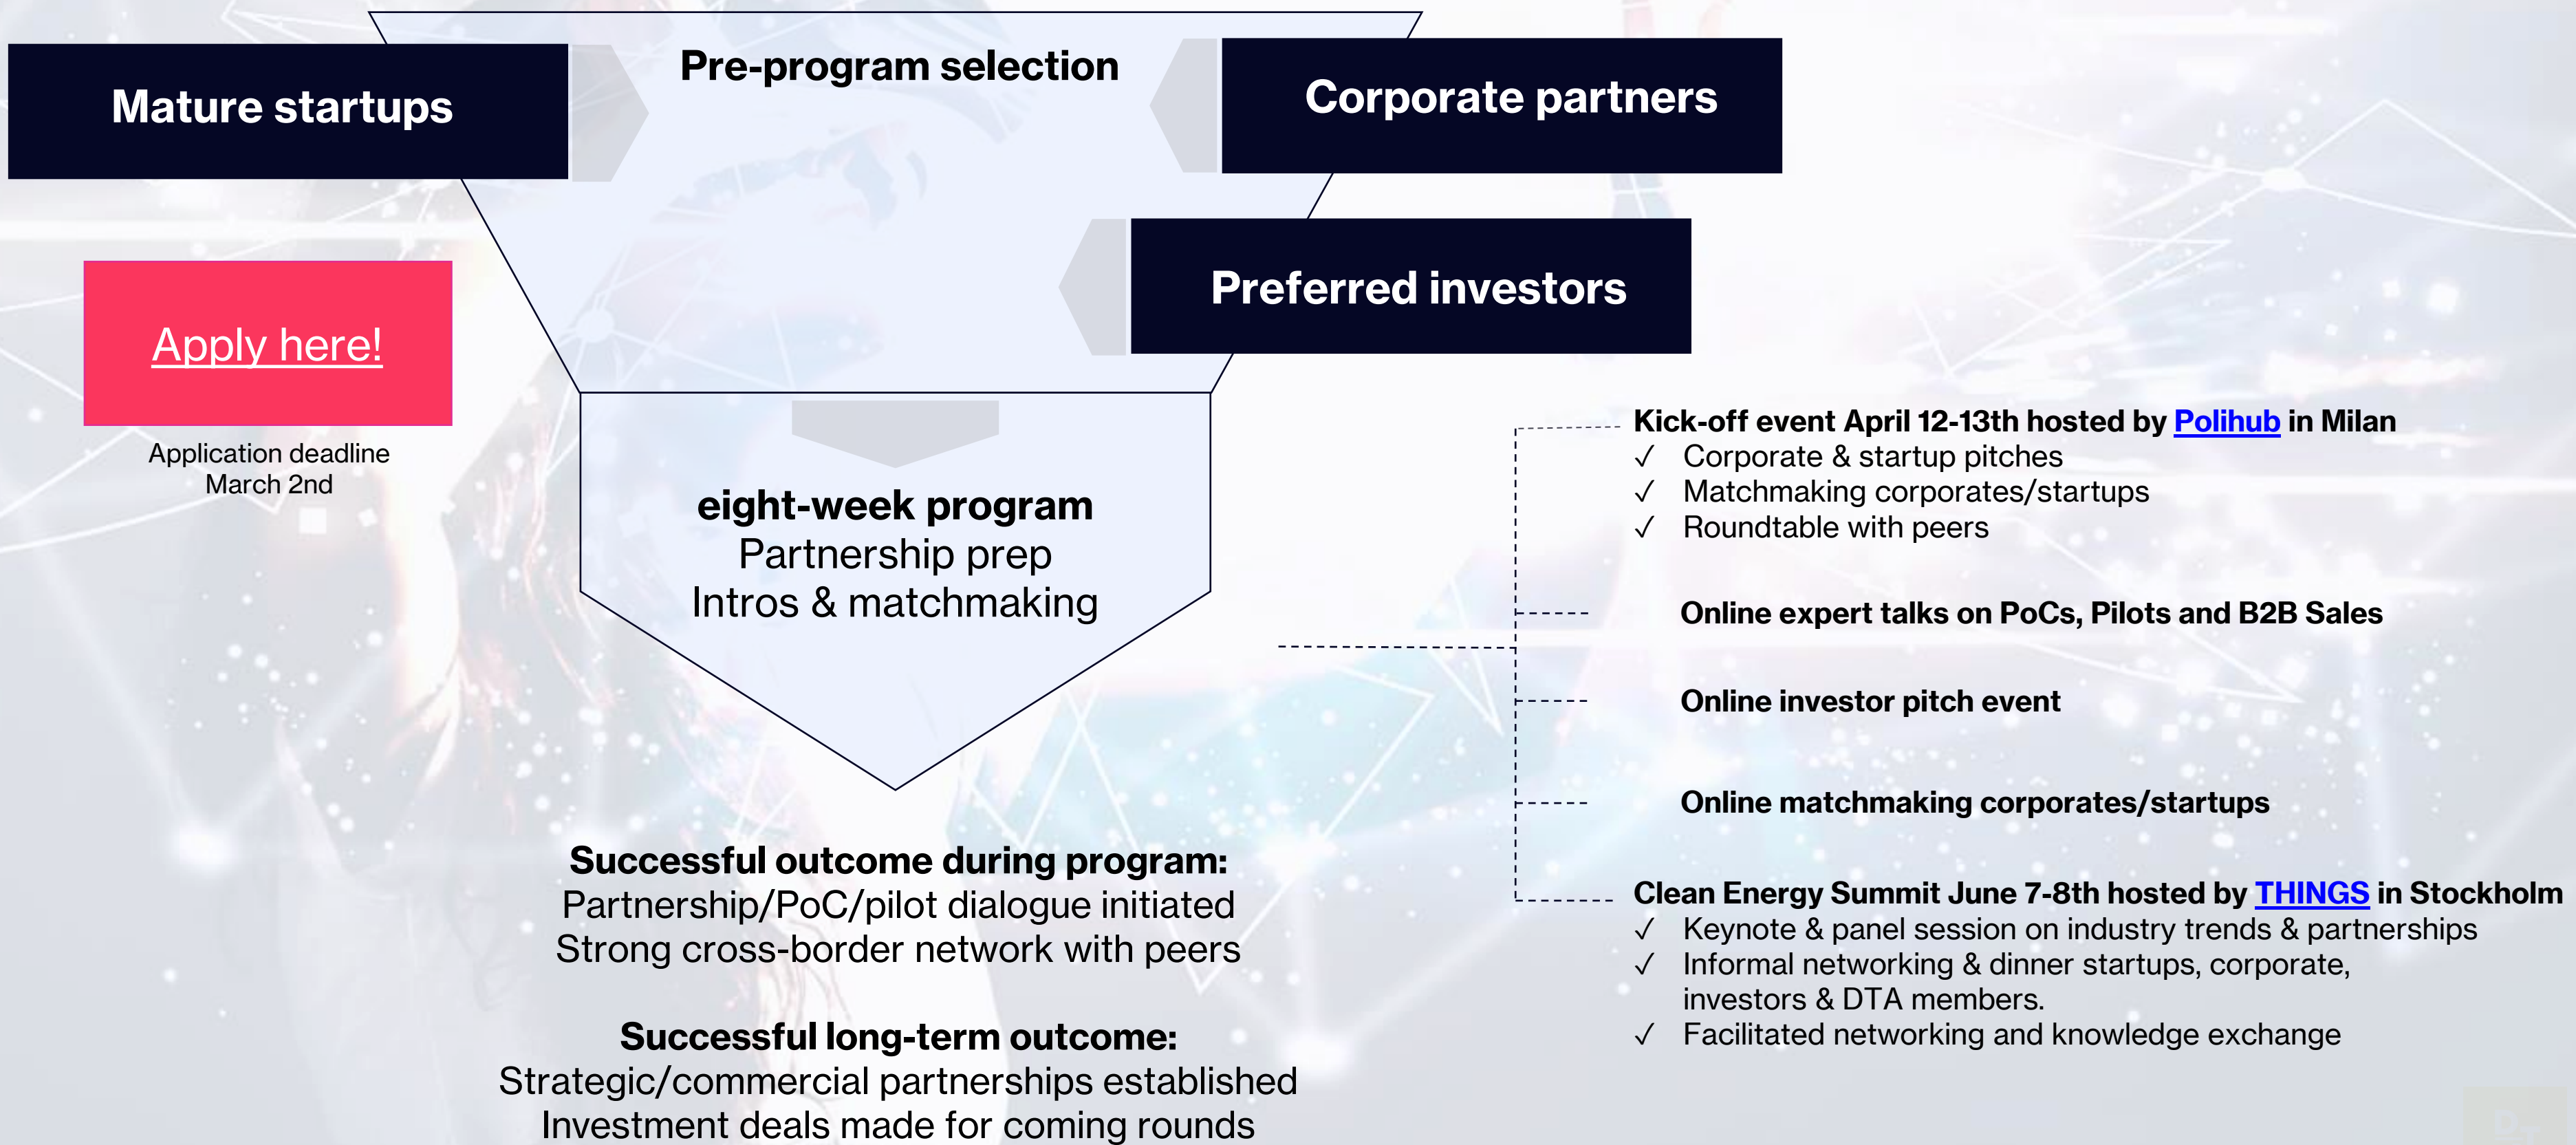 Pre-program selection
Mature startups
Corporate partners
Preferred investors
Apply here!
Application deadline
March 2nd
eight-week program
Partnership prep
Intros & matchmaking
Successful outcome during program:
Partnership/PoC/pilot dialogue initiated
Strong cross-border network with peers
Successful long-term outcome:
Strategic/commercial partnerships established
Investment deals made for coming rounds
Kick-off event April 12-13th hosted by Polihub in Milan
✓ Corporate & startup pitches
✓ Matchmaking corporates/startups
✓ Roundtable with peers
Online expert talks on PoCs, Pilots and B2B Sales
Online investor pitch event
Online matchmaking corporates/startups
Clean Energy Summit June 7-8th hosted by THINGS in Stockholm
✓ Keynote & panel session on industry trends & partnerships
✓ Informal networking & dinner startups, corporate,
investors & DTA members.
✓ Facilitated networking and knowledge exchange